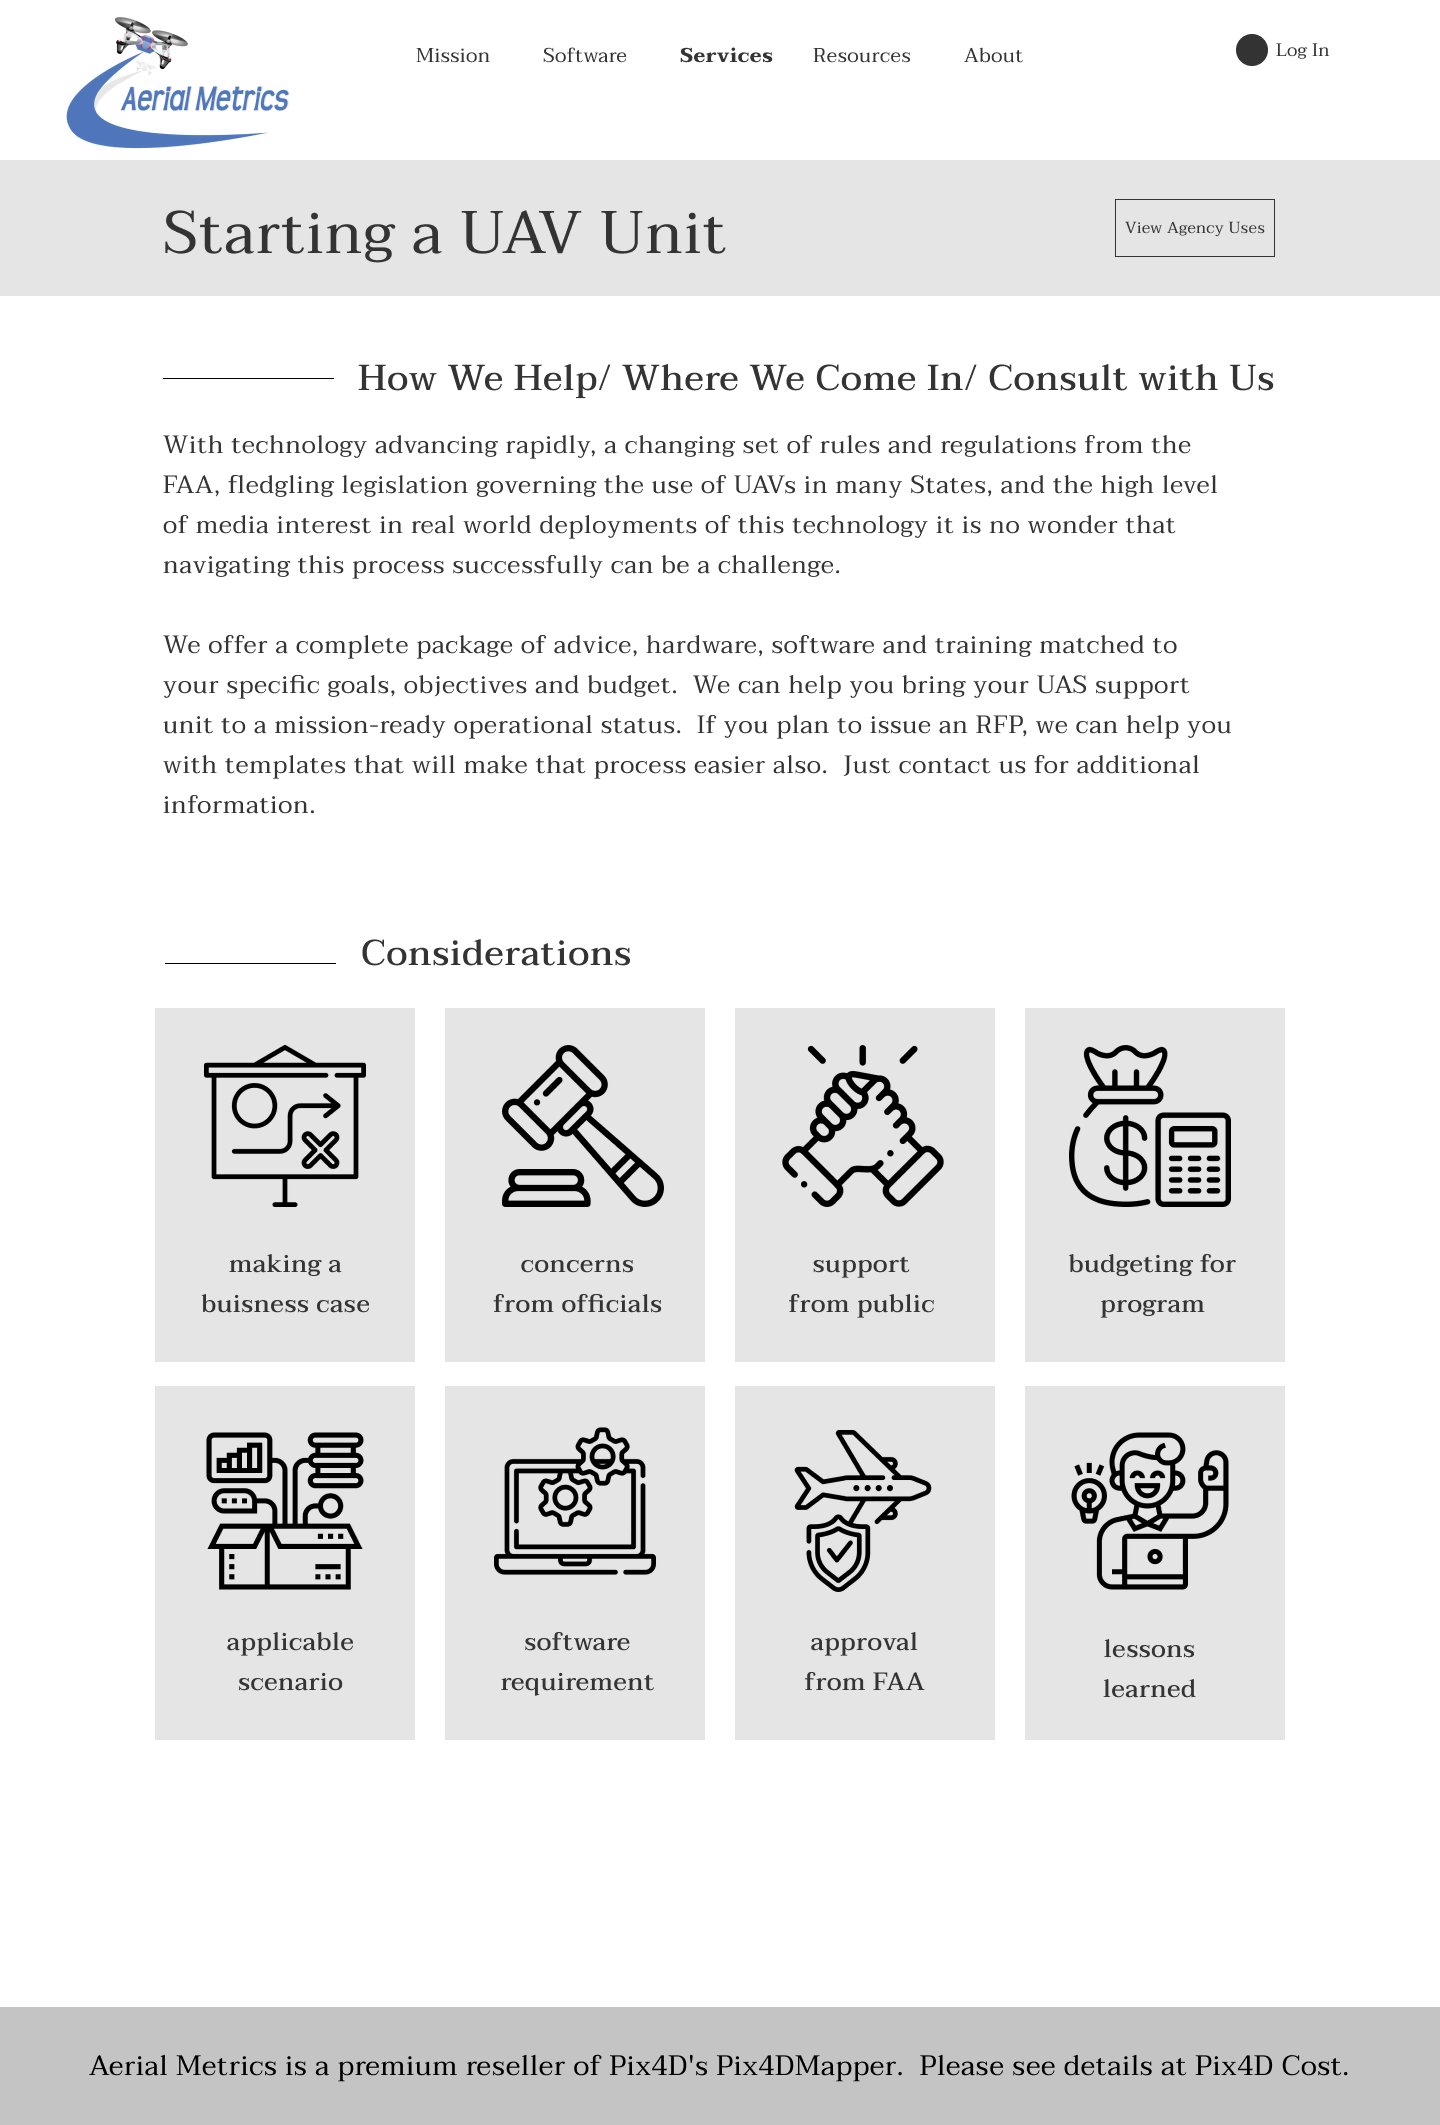 Aerial Metrics
Mission Software Services Resources About
Log In
Starting a UAV Unit
View Agency Uses
How We Help/ Where We Come In/ Consult with Us
With technology advancing rapidly, a changing set of rules and regulations from the
FAA, fledgling legislation governing the use of UAVs in many States, and the high level
of media interest in real world deployments of this technology it is no wonder that
navigating this process successfully can be a challenge.
We offer a complete package of advice, hardware, software and training matched to
your specific goals, objectives and budget.  We can help you bring your UAS support
unit to a mission-ready operational status.  If you plan to issue an RFP, we can help you
with templates that will make that process easier also.  Just contact us for additional
information.
Considerations
making a
buisness case
concerns
from officials
support
from public
budgeting for
program
applicable
scenario
software
requirement
approval
from FAA
lessons
learned
Aerial Metrics is a premium reseller of Pix4D's Pix4DMapper.  Please see details at Pix4D Cost.